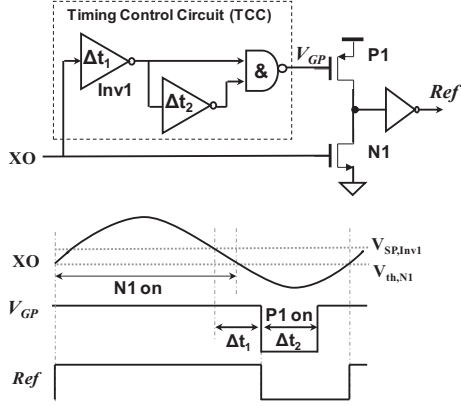 Timing Control Circuit (TCC)
Δt1
Inv1
Δt2
&
VGP
P1
Ref
XO
N1
VSP,Inv1
XO
Vth,N1
N1 on
VGP
P1 on
Δt1
Δt2
Ref